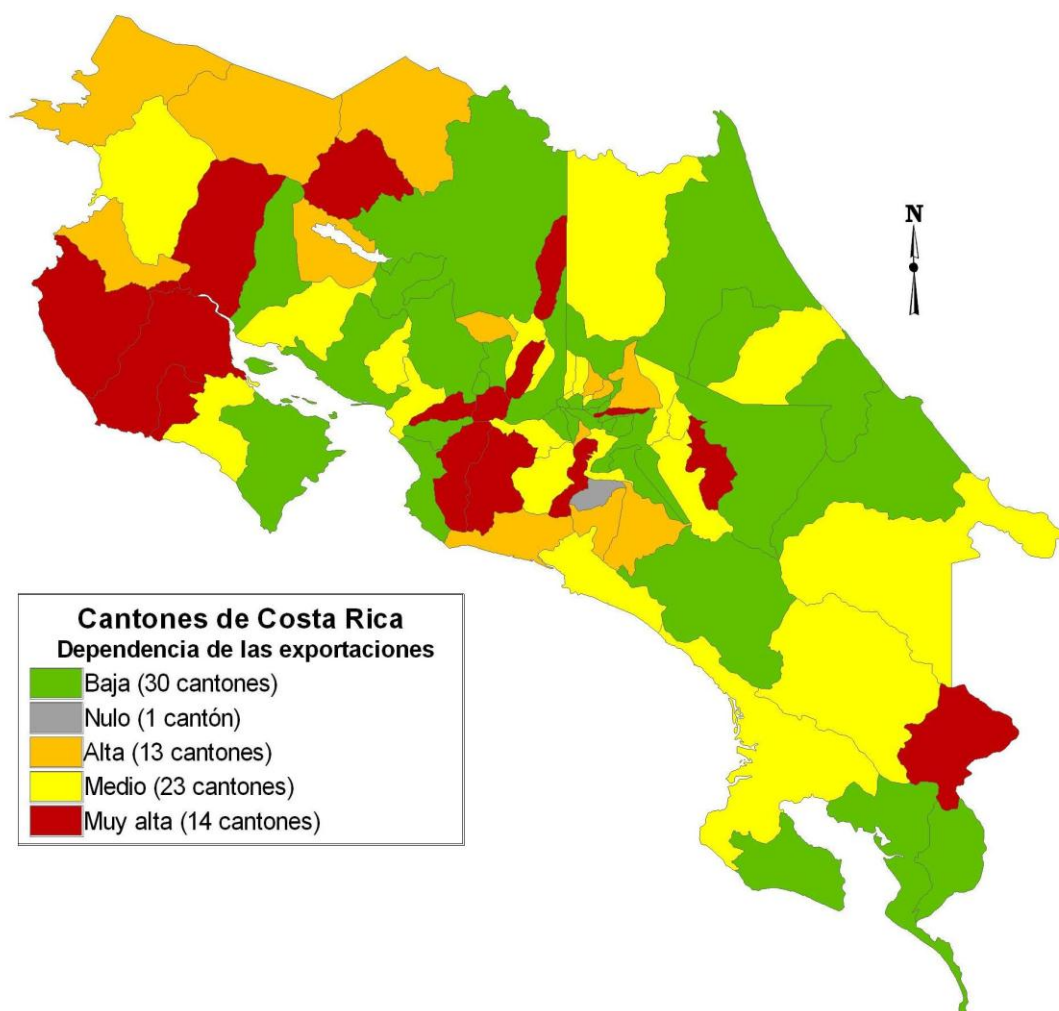 N
Cantones de Costa Rica
Dependencia de las exportaciones
Baja (30 cantones)
Nulo (1 cantón)
Alta (13 cantones)
Medio (23 cantones)
Muy alta (14 cantones)